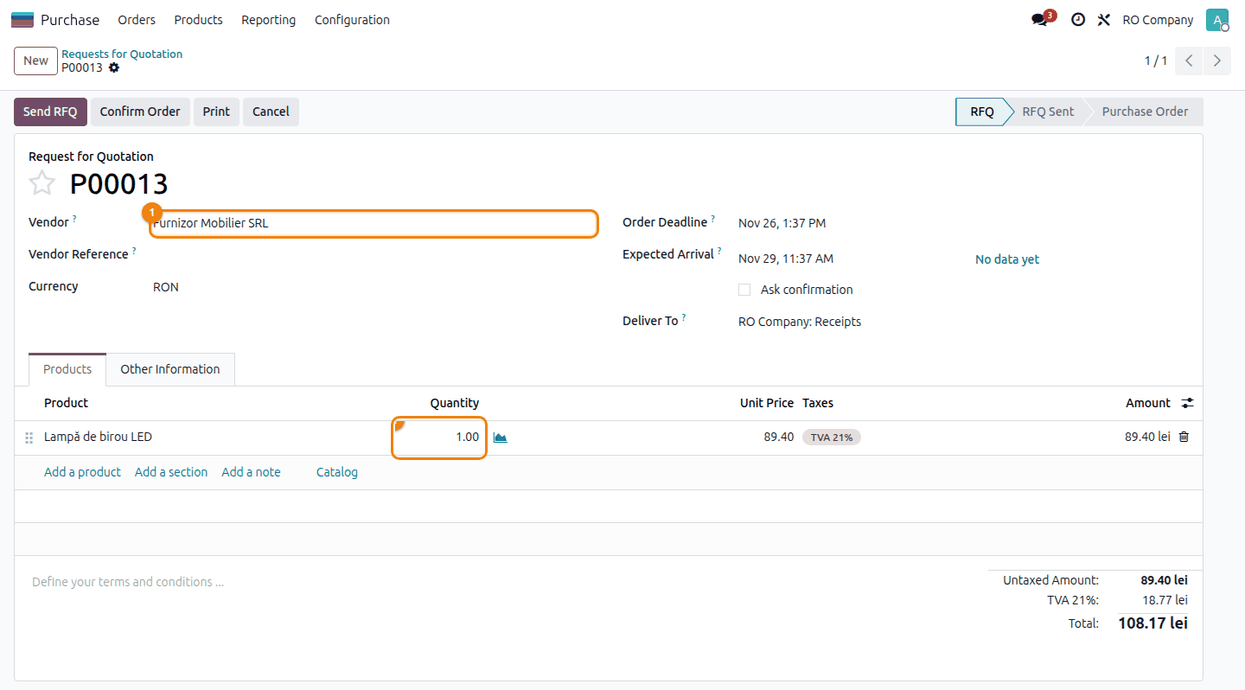 Purchase Orders Products Reporting Configuration 3 RO Company A
New Requests for Quotation
P00013 1 / 1
Send RFQ Confirm Order Print Cancel RFQ RFQ Sent Purchase Order
Request for Quotation
P00013
1
Vendor ? Furnizor Mobilier SRL Order Deadline ? Nov 26, 1:37 PM
Vendor Reference ? Expected Arrival ? Nov 29, 11:37 AM No data yet
Currency RON Ask confirmation
Deliver To ? RO Company: Receipts
Products Other Information
Product Quantity Unit Price Taxes Amount
Lampă de birou LED 1.00 89.40 TVA 21% 89.40 lei
Add a product Add a section Add a note Catalog
Define your terms and conditions ... Untaxed Amount: 89.40 lei
TVA 21%: 18.77 lei
Total: 108.17 lei